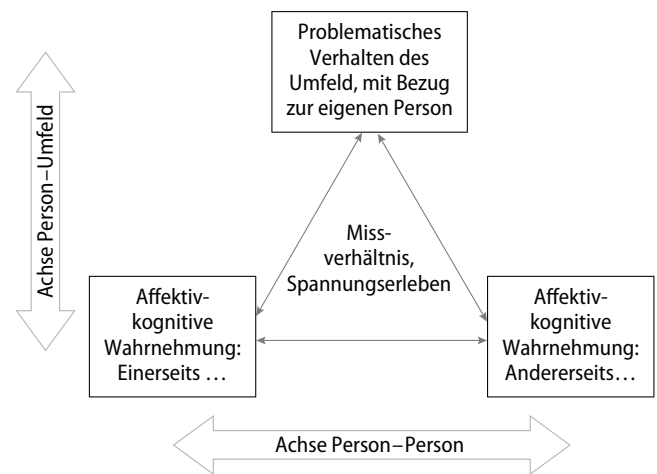 Problematisches
Verhalten des
Umfeld, mit Bezug
zur eigenen Person
Achse Person–Umfeld
Miss-
verhältnis,
Spannungserleben
Affektiv-
kognitive
Wahrnehmung:
Einerseits …
Affektiv-
kognitive
Wahrnehmung:
Andererseits…
Achse Person–Person